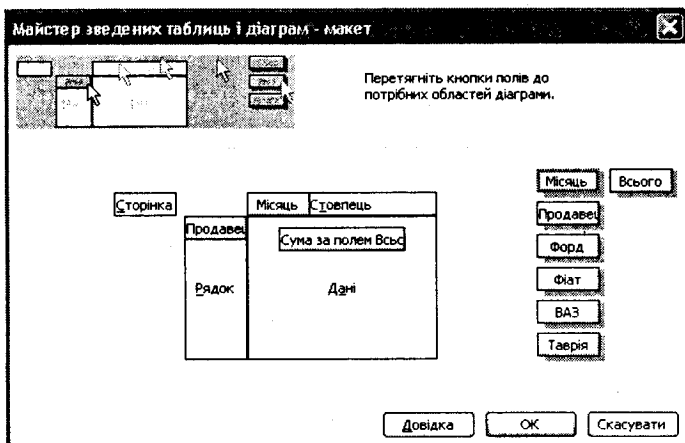 Майстер зведених таблиць і діаграм - макет
Перетягніть кнопки полів до
потрібних областей діаграми.
Місяць Всього
Сторінка Місяць Стовпець
Продавец
Продавец
Сума за полем Всьс
Форд
Рядок Дані
Фіат
ВАЗ
Таврія
Довідка ОК Скасувати